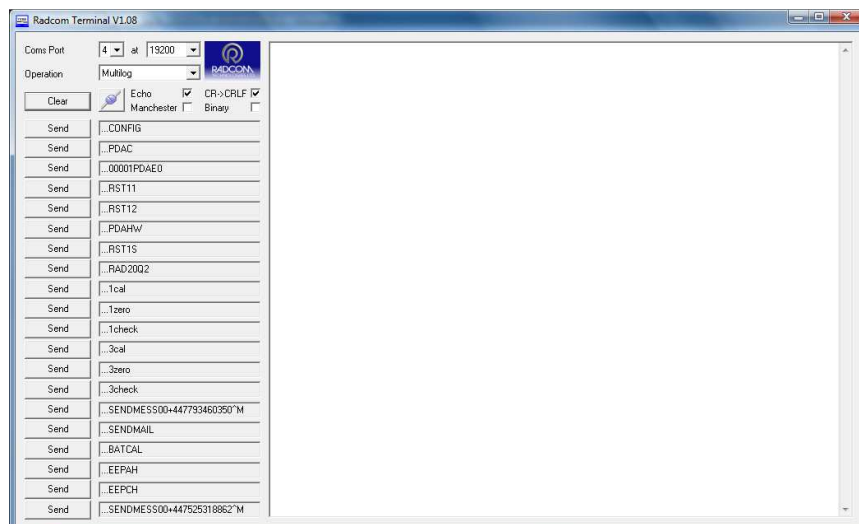 Radcom Terminal V1.08
Coms Port 4 at 19200
RADCOM
Operation Multilog
Clear Echo CR->CRLF
Manchester Binary
Send ...CONFIG
Send ...PDAC
Send ...00001PDAE0
Send ...RST11
Send ...RST12
Send ...PDAHW
Send ...RST1S
Send ...RAD20Q2
Send ...1cal
Send ...1zero
Send ...1check
Send ...3cal
Send ...3zero
Send ...3check
Send ...SENDMESS00+447793460350^M
Send ...SENDMAIL
Send ...BATCAL
Send ...EEPAH
Send ...EEPCH
Send ...SENDMESS00+447525318862^M